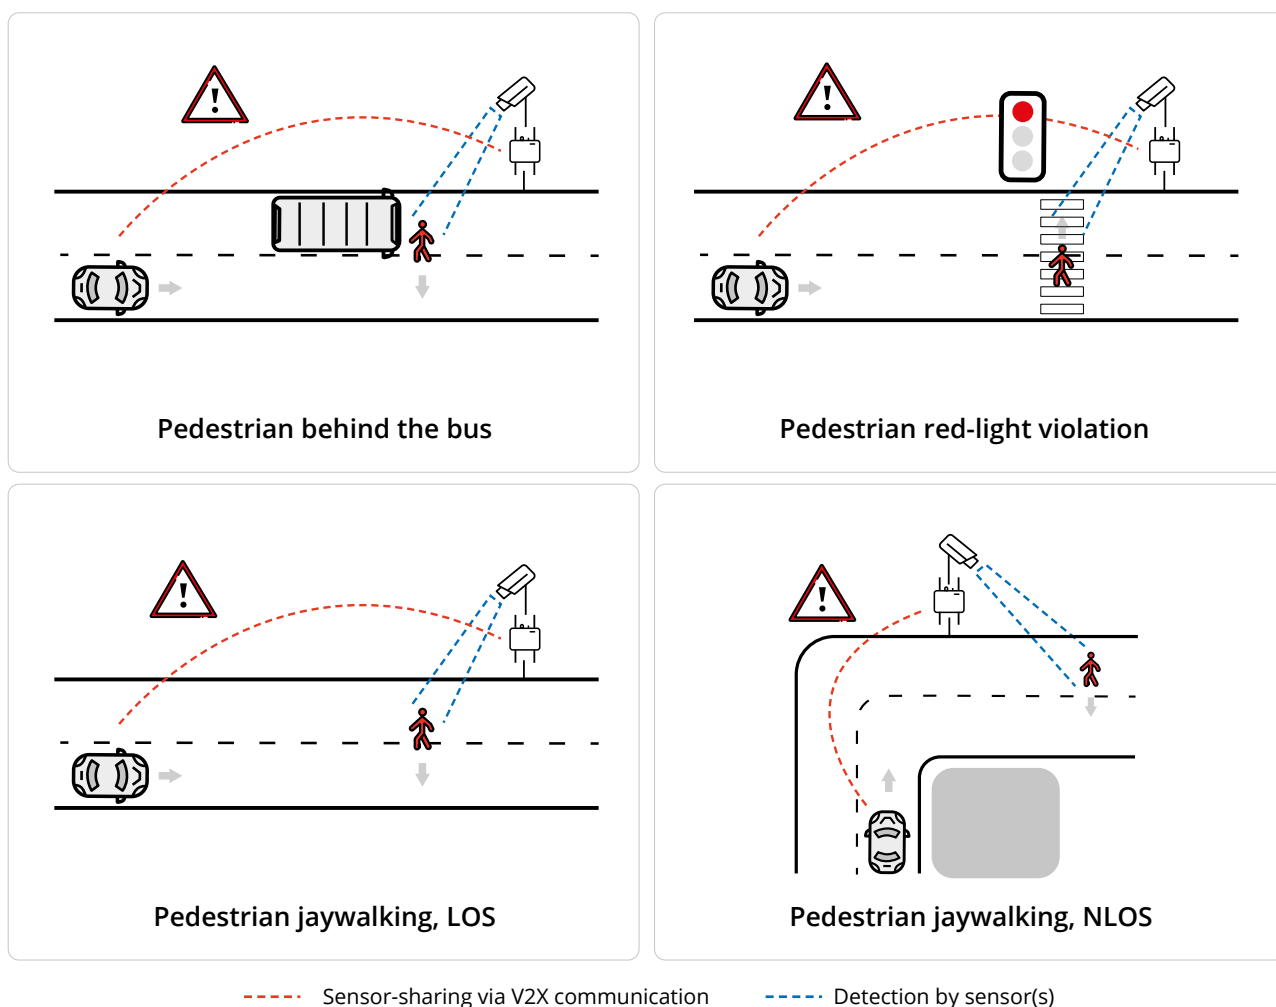 Pedestrian behind the bus
Pedestrian red-light violation
Pedestrian jaywalking, LOS
Pedestrian jaywalking, NLOS
Sensor-sharing via V2X communication
Detection by sensor(s)